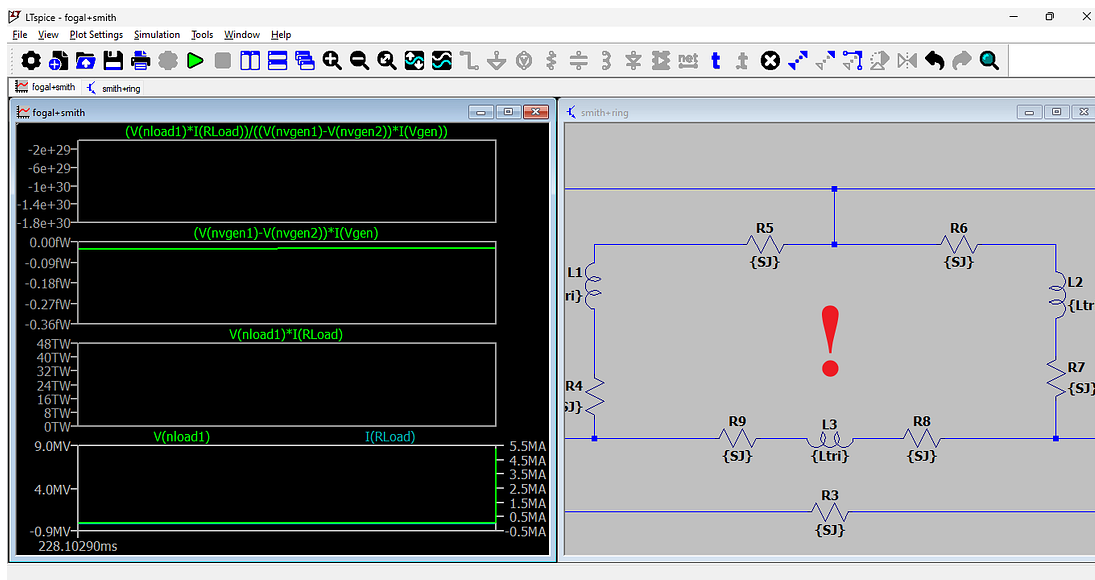 LTspice - fogal+smith
File View Plot Settings Simulation Tools Window Help
net t t
fogal+smith smith+ring
fogal+smith
(V(nload1)*I(RLoad))/((V(nvgen1)-V(nvgen2))*I(Vgen))
-2e+29
-6e+29
-1e+30
-1.4e+30
-1.8e+30
(V(nvgen1)-V(nvgen2))*I(Vgen)
0.00fW
-0.09fW
-0.18fW
-0.27fW
-0.36fW
V(nload1)*I(RLoad)
48TW
40TW
32TW
24TW
16TW
8TW
0TW
V(nload1) I(RLoad)
9.0MV
4.0MV
-0.9MV
5.5MA
4.5MA
3.5MA
2.5MA
1.5MA
0.5MA
-0.5MA
228.10290ms
smith+ring
R5
{SJ}
R6
{SJ}
L1
ri}
L2
{Ltr
!
R4
SJ}
R7
{SJ}
R9
{SJ}
L3
{Ltri}
R8
{SJ}
R3
{SJ}